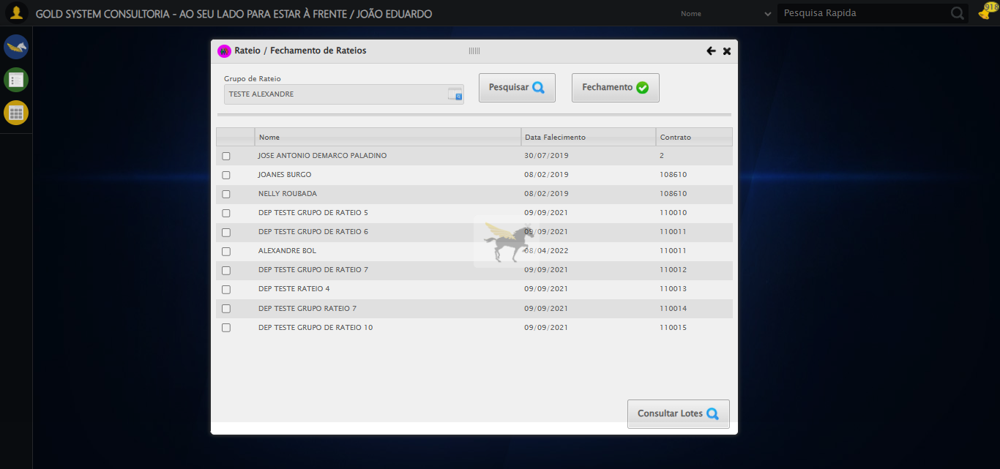 GOLD SYSTEM CONSULTORIA - AO SEU LADO PARA ESTAR À FRENTE / JOÃO EDUARDO Nome Pesquisa Rapida 918
Rateio / Fechamento de Rateios
Grupo de Rateio
TESTE ALEXANDRE Pesquisar Fechamento
Nome Data Falecimento Contrato
JOSE ANTONIO DEMARCO PALADINO 30/07/2019 2
JOANES BURGO 08/02/2019 108610
NELLY ROUBADA 08/02/2019 108610
DEP TESTE GRUPO DE RATEIO 5 09/09/2021 110010
DEP TESTE GRUPO DE RATEIO 6 09/09/2021 110011
ALEXANDRE BOL 08/04/2022 110011
DEP TESTE GRUPO DE RATEIO 7 09/09/2021 110012
DEP TESTE RATEIO 4 09/09/2021 110013
DEP TESTE GRUPO RATEIO 7 09/09/2021 110014
DEP TESTE GRUPO DE RATEIO 10 09/09/2021 110015
Consultar Lotes